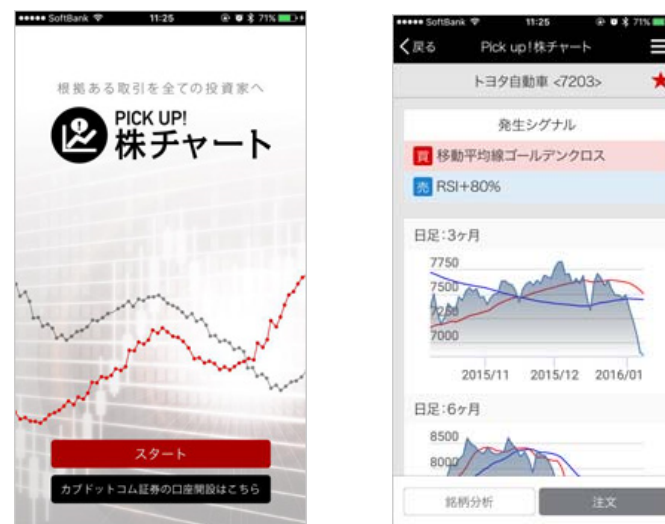 SoftBank 11:25 71%
根拠ある取引を全ての投資家へ
PICK UP!
株チャート
スタート
カブドットコム証券の口座開設はこちら
SoftBank 11:25 71%
戻る Pick up!株チャート
トヨタ自動車 <7203>
発生シグナル
買 移動平均線ゴールデンクロス
売 RSI+80%
日足:3ヶ月
7750
7500
7250
7000
2015/11 2015/12 2016/01
日足:6ヶ月
8500
8000
銘柄分析 注文